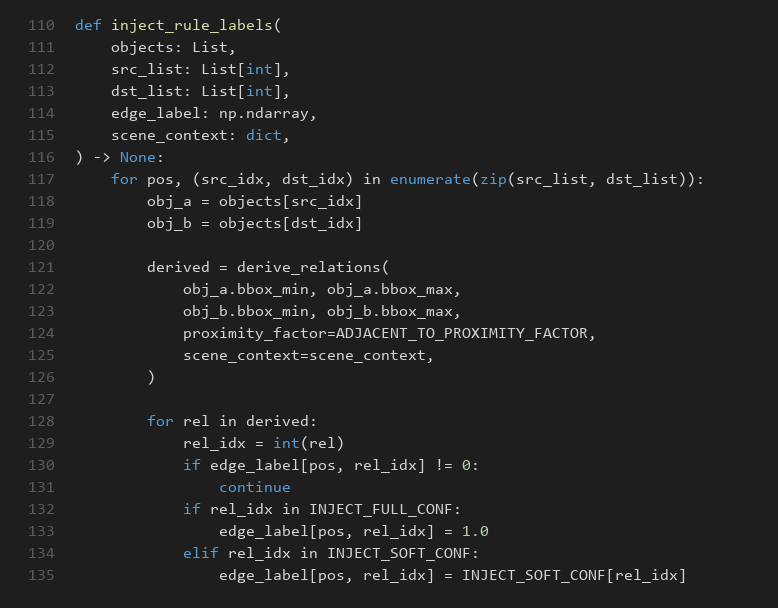 110 def inject_rule_labels(
111     objects: List,
112     src_list: List[int],
113     dst_list: List[int],
114     edge_label: np.ndarray,
115     scene_context: dict,
116 ) -> None:
117     for pos, (src_idx, dst_idx) in enumerate(zip(src_list, dst_list)):
118         obj_a = objects[src_idx]
119         obj_b = objects[dst_idx]
120
121         derived = derive_relations(
122             obj_a.bbox_min, obj_a.bbox_max,
123             obj_b.bbox_min, obj_b.bbox_max,
124             proximity_factor=ADJACENT_TO_PROXIMITY_FACTOR,
125             scene_context=scene_context,
126         )
127
128         for rel in derived:
129             rel_idx = int(rel)
130             if edge_label[pos, rel_idx] != 0:
131                 continue
132             if rel_idx in INJECT_FULL_CONF:
133                 edge_label[pos, rel_idx] = 1.0
134             elif rel_idx in INJECT_SOFT_CONF:
135                 edge_label[pos, rel_idx] = INJECT_SOFT_CONF[rel_idx]